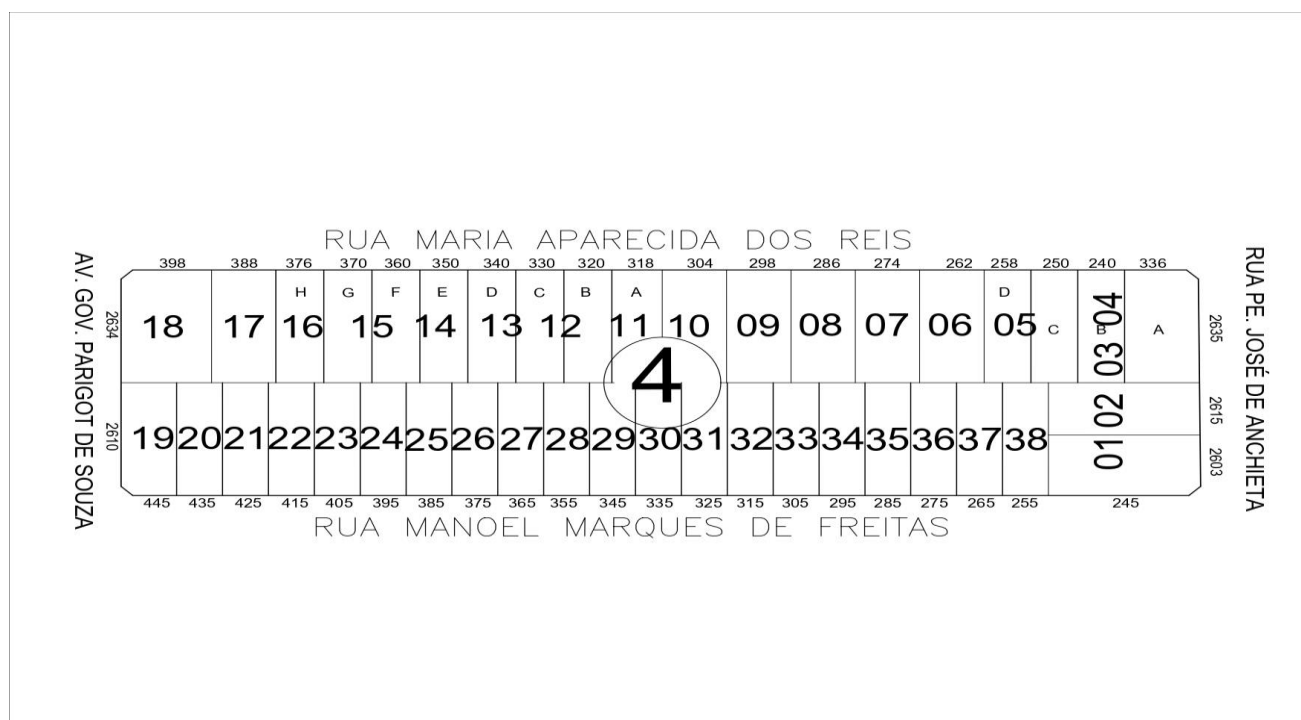 RUA MARIA APARECIDA DOS REIS
398 388 376 370 360 350 340 330 320 318 304 298 286 274 262 258 250 240 336
H G F E D C B A D C B A
18 17 16 15 14 13 12 11 10 09 08 07 06 05 04 03
4
19 20 21 22 23 24 25 26 27 28 29 30 31 32 33 34 35 36 37 38 02 01
445 435 425 415 405 395 385 375 365 355 345 335 325 315 305 295 285 275 265 255 245
RUA MANOEL MARQUES DE FREITAS
AV. GOV. PARIGOT DE SOUZA
2634
2610
RUA PE. JOSÉ DE ANCHIETA
2635
2615
2603